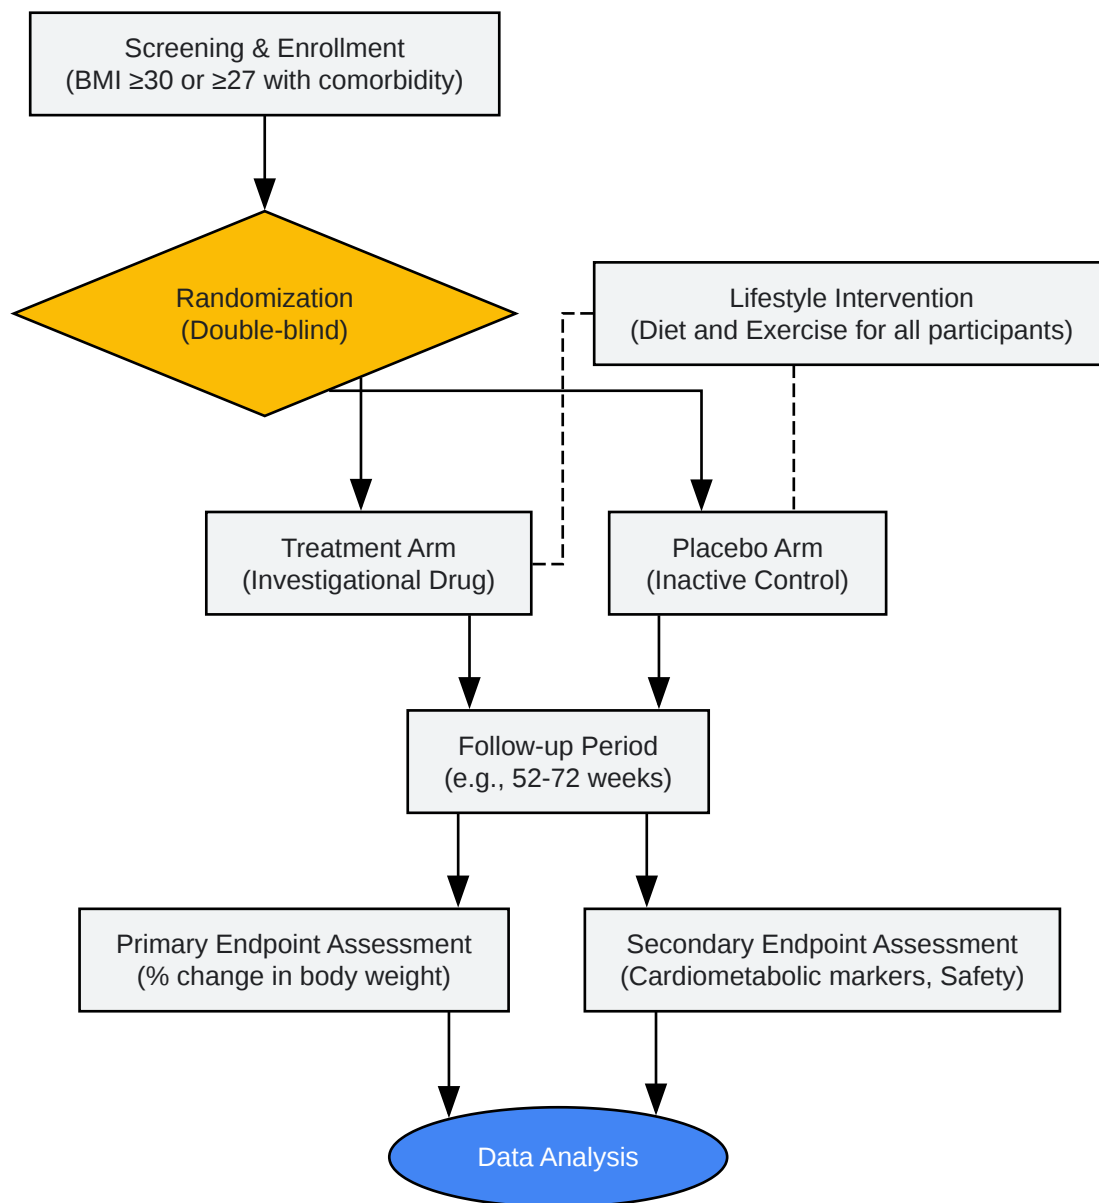 Screening & Enrollment
(BMI ≥30 or ≥27 with comorbidity)
Randomization
(Double-blind)
Lifestyle Intervention
(Diet and Exercise for all participants)
Treatment Arm
(Investigational Drug)
Placebo Arm
(Inactive Control)
Follow-up Period
(e.g., 52-72 weeks)
Primary Endpoint Assessment
(% change in body weight)
Secondary Endpoint Assessment
(Cardiometabolic markers, Safety)
Data Analysis